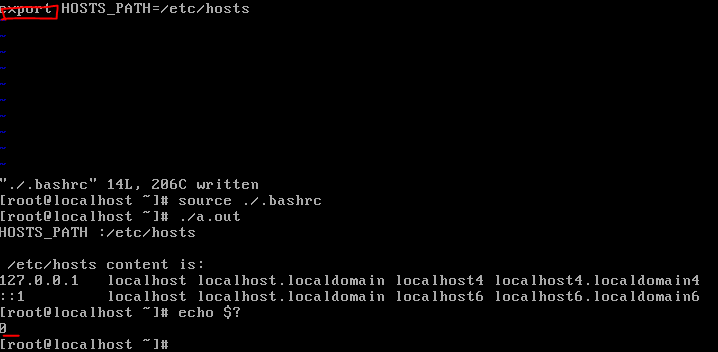 export HOSTS_PATH=/etc/hosts
~
~
~
~
~
~
~
~
~
"./.bashrc" 14L, 206C written
[root@localhost ~]# source ./.bashrc
[root@localhost ~]# ./a.out
HOSTS_PATH :/etc/hosts
/etc/hosts content is:
127.0.0.1 localhost localhost.localdomain localhost4 localhost4.localdomain4
::1 localhost localhost.localdomain localhost6 localhost6.localdomain6
[root@localhost ~]# echo $?
0
[root@localhost ~]#